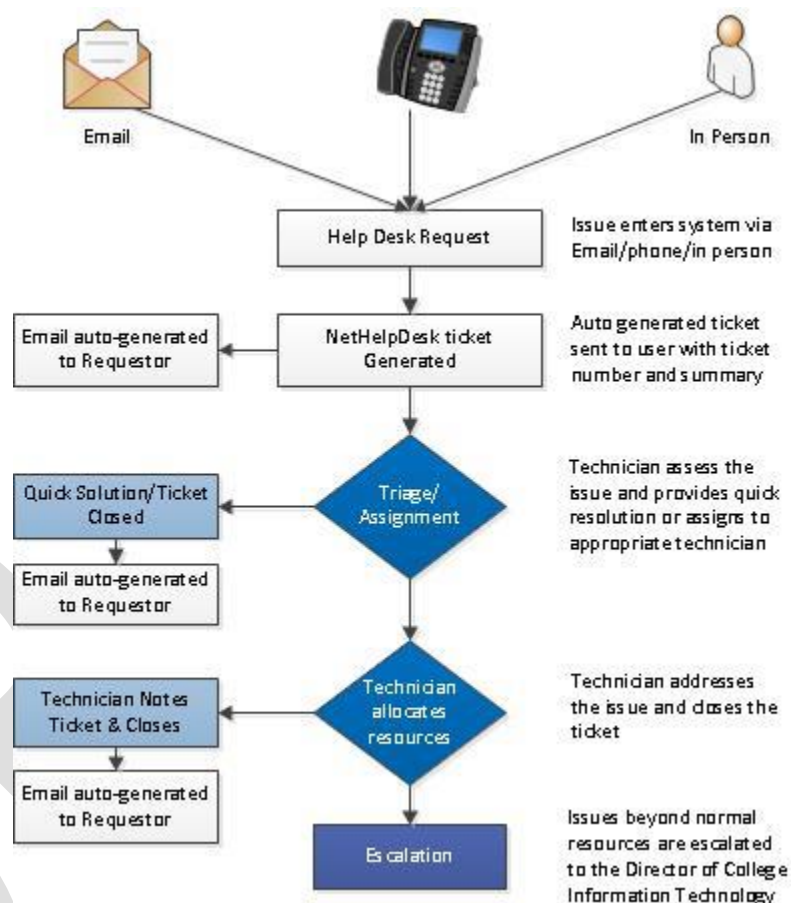 Email
In Person
Help Desk Request
Issue enters system via
Email/phone/in person
Email auto-generated
to Requestor
NetHelpDesk ticket
Generated
Auto generated ticket
sent to user with ticket
number and summary
Quick Solution/Ticket
Closed
Triage/
Assignment
Technician assess the
issue and provides quick
resolution or assigns to
appropriate technician
Email auto-generated
to Requestor
Technician Notes
Ticket & Closes
Technician
allocates
resources
Technician addresses
the issue and closes the
ticket
Email auto-generated
to Requestor
Escalation
Issues beyond normal
resources are escalated
to the Director of College
Information Technology